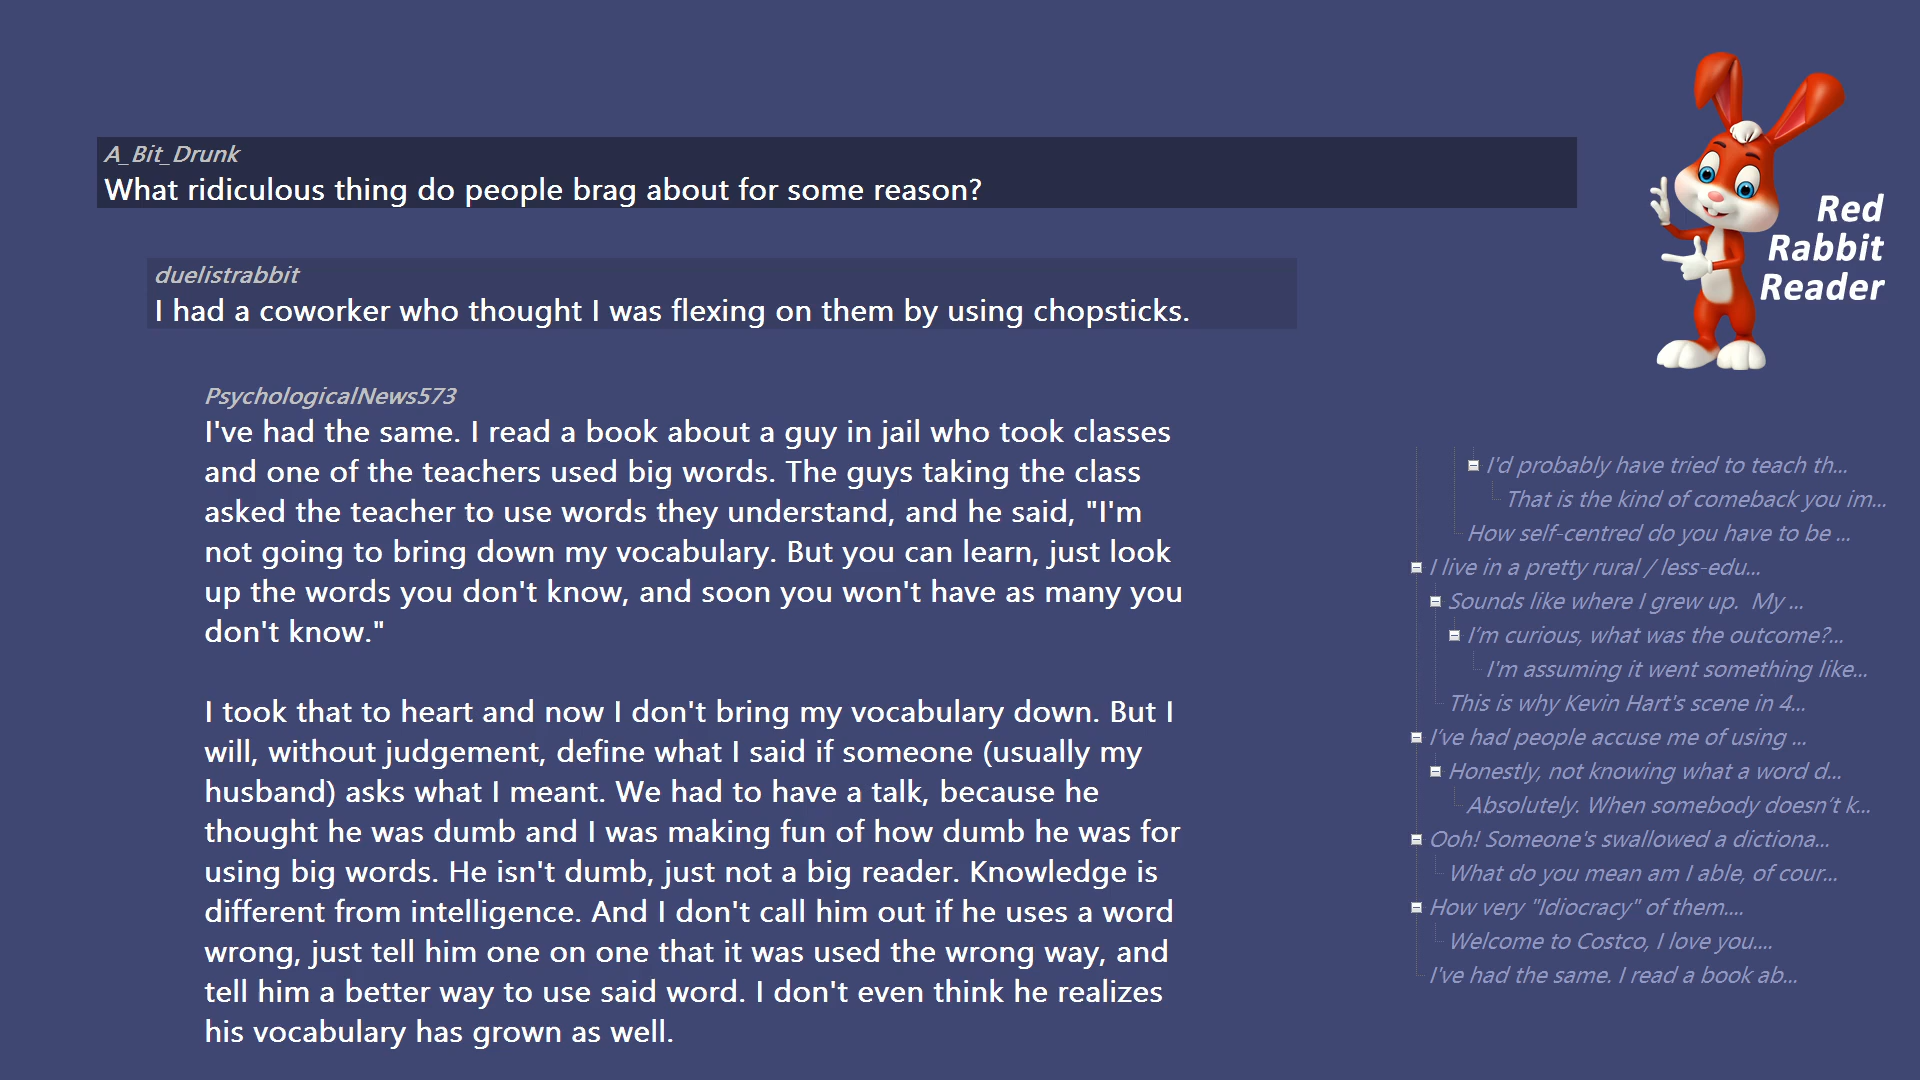 A_Bit_Drunk
What ridiculous thing do people brag about for some reason?
duelistrabbit
I had a coworker who thought I was flexing on them by using chopsticks.
PsychologicalNews573
I've had the same. I read a book about a guy in jail who took classes
and one of the teachers used big words. The guys taking the class
asked the teacher to use words they understand, and he said, "I'm
not going to bring down my vocabulary. But you can learn, just look
up the words you don't know, and soon you won't have as many you
don't know."
I took that to heart and now I don't bring my vocabulary down. But I
will, without judgement, define what I said if someone (usually my
husband) asks what I meant. We had to have a talk, because he
thought he was dumb and I was making fun of how dumb he was for
using big words. He isn't dumb, just not a big reader. Knowledge is
different from intelligence. And I don't call him out if he uses a word
wrong, just tell him one on one that it was used the wrong way, and
tell him a better way to use said word. I don't even think he realizes
his vocabulary has grown as well.
Red
Rabbit
Reader
I'd probably have tried to teach th...
That is the kind of comeback you im...
How self-centred do you have to be ...
I live in a pretty rural / less-edu...
Sounds like where I grew up.  My ...
I’m curious, what was the outcome?...
I'm assuming it went something like...
This is why Kevin Hart's scene in 4...
I’ve had people accuse me of using ...
Honestly, not knowing what a word d...
Absolutely. When somebody doesn’t k...
Ooh! Someone's swallowed a dictiona...
What do you mean am I able, of cour...
How very "Idiocracy" of them....
Welcome to Costco, I love you....
I've had the same. I read a book ab...